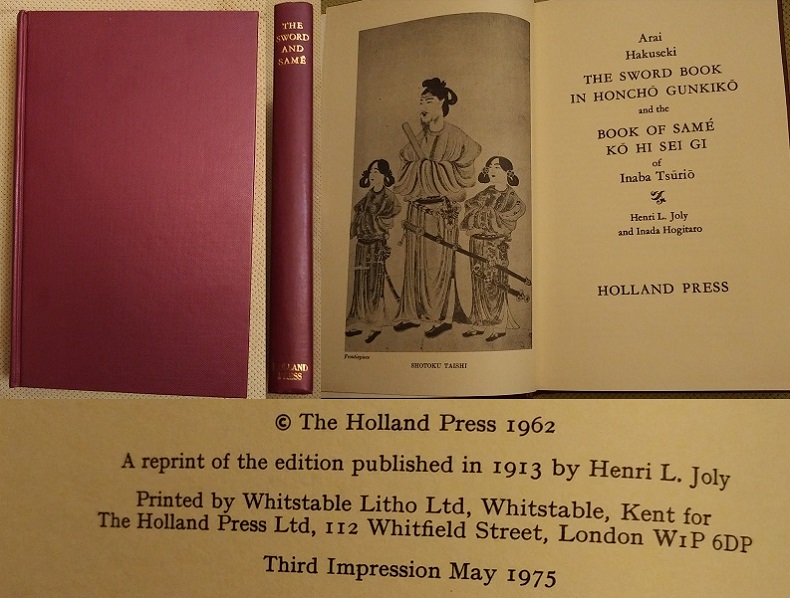 THE
SWORD
AND
SAMÉ
HOLLAND
PRESS
Frontispiece
SHOTOKU TAISHI
Arai
Hakuseki
THE SWORD BOOK
IN HONCHŌ GUNKIKŌ
and the
BOOK OF SAMÉ
KŌ HI SEI GI
of
Inaba Tsūriō
Henri L. Joly
and Inada Hogitaro
HOLLAND PRESS
© The Holland Press 1962
A reprint of the edition published in 1913 by Henri L. Joly
Printed by Whitstable Litho Ltd, Whitstable, Kent for
The Holland Press Ltd, 112 Whitfield Street, London W1P 6DP
Third Impression May 1975